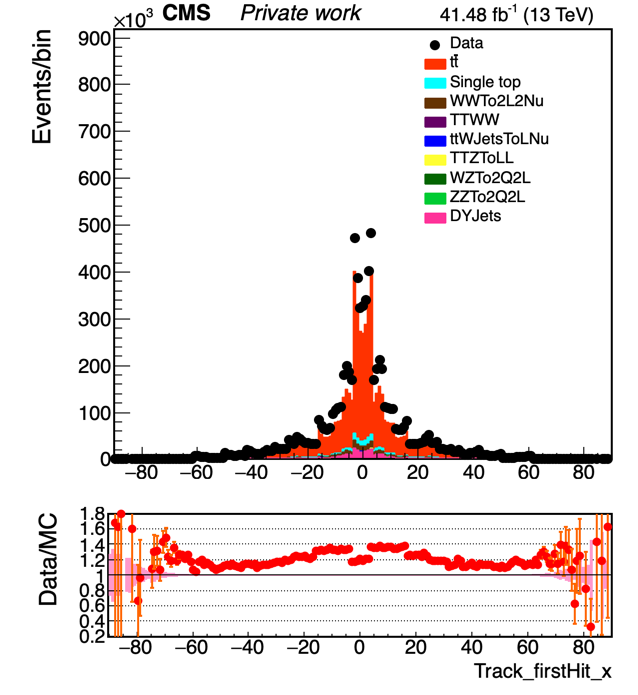 ×10³ CMS Private work 41.48 fb⁻¹ (13 TeV)
Events/bin
900
800
700
600
500
400
300
200
100
0
Data
tt̄
Single top
WWTo2L2Nu
TTWW
ttWJetsToLNu
TTZToLL
WZTo2Q2L
ZZTo2Q2L
DYJets
−80 −60 −40 −20 0 20 40 60 80
Data/MC
1.8
1.6
1.4
1.2
1
0.8
0.6
0.4
0.2
−80 −60 −40 −20 0 20 40 60 80
Track_firstHit_x